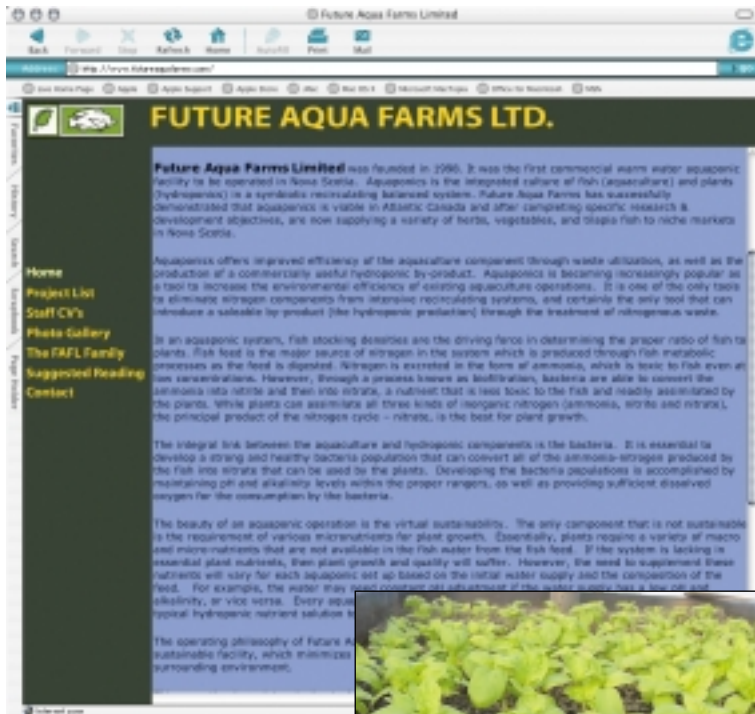 Future Aqua Farms Limited
Back Forward Stop Refresh Home Autofill Print Mail
Address: http://www.futureaquafarms.com/
Live Home Page Apple Apple Support Apple Store iMac Mac OS X Microsoft MacTopia Office for Macintosh MSN
FUTURE AQUA FARMS LTD.
Favorites
History
Search
Scrapbook
Page Holder
Home
Project List
Staff CV's
Photo Gallery
The FAFL Family
Suggested Reading
Contact
Future Aqua Farms Limited was founded in It was the first commercial warm water aquaponic
facility to be operated in Nova Scotia. Aquaponics is the integrated culture of fish (aquaculture) and plants
(hydroponics) in a symbiotic recirculating balanced system. Future Aqua Farms has successfully
demonstrated that aquaponics is viable in Atlantic Canada and after completing specific research &
development objectives, are now supplying a variety of herbs, vegetables, and tilapia fish to niche markets
in Nova Scotia.
Aquaponics offers improved efficiency of the aquaculture component through waste utilization, as well as the
production of a commercially useful hydroponic by-product. Aquaponics is becoming increasingly popular as
a tool to increase the environmental efficiency of existing aquaculture operations. It is one of the only tools
to eliminate nitrogen components from intensive recirculating systems, and certainly the only tool that can
introduce a saleable by-product (the hydroponic production) through the treatment of nitrogenous waste.
In an aquaponic system, fish stocking densities are the driving force in determining the proper ratio of fish to
plants. Fish feed is the major source of nitrogen in the system which is produced through fish metabolic
processes as the feed is digested. Nitrogen is excreted in the form of ammonia, which is toxic to fish even at
low concentrations. However, through a process known as biofiltration, bacteria are able to convert the
ammonia into nitrite and then into nitrate, a nutrient that is less toxic to the fish and readily assimilated by
the plants. While plants can assimilate all three kinds of inorganic nitrogen (ammonia, nitrite and nitrate),
the principal product of the nitrogen cycle – nitrate, is the best for plant growth.
The integral link between the aquaculture and hydroponic components is the bacteria. It is essential to
develop a strong and healthy bacteria population that can convert all of the ammonia-nitrogen produced by
the fish into nitrate that can be used by the plants. Developing the bacteria populations is accomplished by
maintaining pH and alkalinity levels within the proper rangers, as well as providing sufficient dissolved
oxygen for the consumption by the bacteria.
The beauty of an aquaponic operation is the virtual sustainability. The only component that is not sustainable
is the requirement of various micronutrients for plant growth. Essentially, plants require a variety of macro
and micro-nutrients that are not available in the fish water from the fish feed. If the system is lacking in
essential plant nutrients, then plant growth and quality will suffer. However, the need to supplement these
nutrients will vary for each aquaponic set up based on the initial water supply and the composition of the
feed. For example, the water may need constant pH adjustment if the water supply has a low pH and
alkalinity, or vice versa. Every
typical hydroponic nutrient solution
The operating philosophy of Future
sustainable facility, which minimizes
surrounding environment.
Internet zone